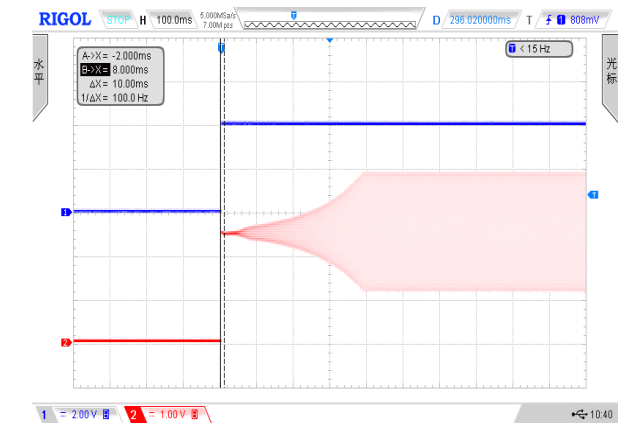 RIGOL STOP H 100.0ms 5.000MSa/s 7.00M pts D 296.020000ms T 1 808mV
水平
A->X= -2.000ms
B->X= 8.000ms
ΔX= 10.00ms
1/ΔX= 100.0 Hz
T < 15 Hz
光标
T
1
2
1 = 2.00 V B 2 = 1.00 V B 10:40